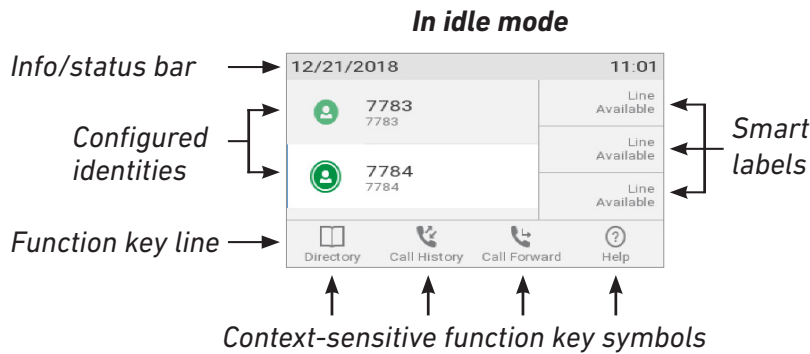 In idle mode
Info/status bar
12/21/2018 11:01
Configured
identities
7783
7783
7784
7784
Line
Available
Line
Available
Line
Available
Smart
labels
Function key line
Directory Call History Call Forward Help
Context-sensitive function key symbols